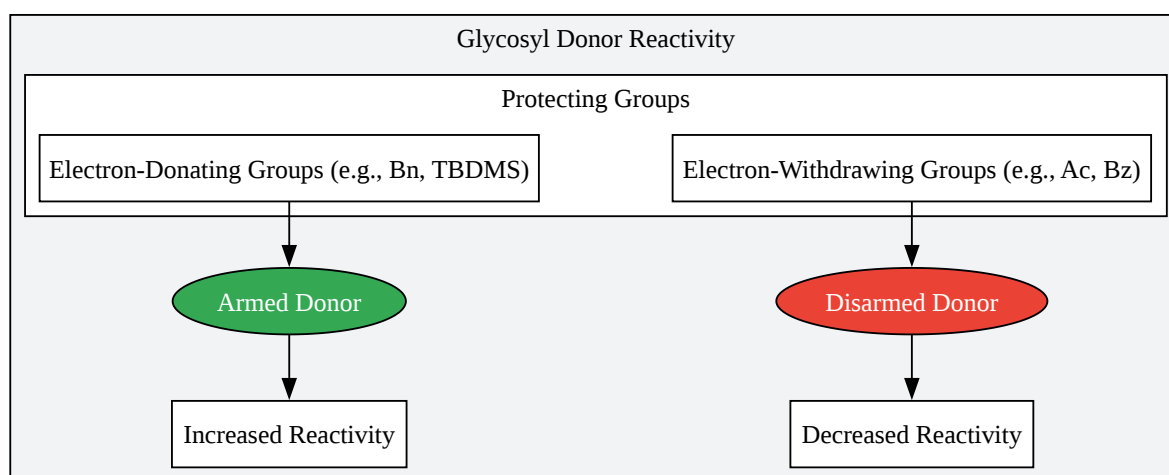 Glycosyl Donor Reactivity
Protecting Groups
Electron-Donating Groups (e.g., Bn, TBDMS)
Electron-Withdrawing Groups (e.g., Ac, Bz)
Armed Donor
Disarmed Donor
Increased Reactivity
Decreased Reactivity